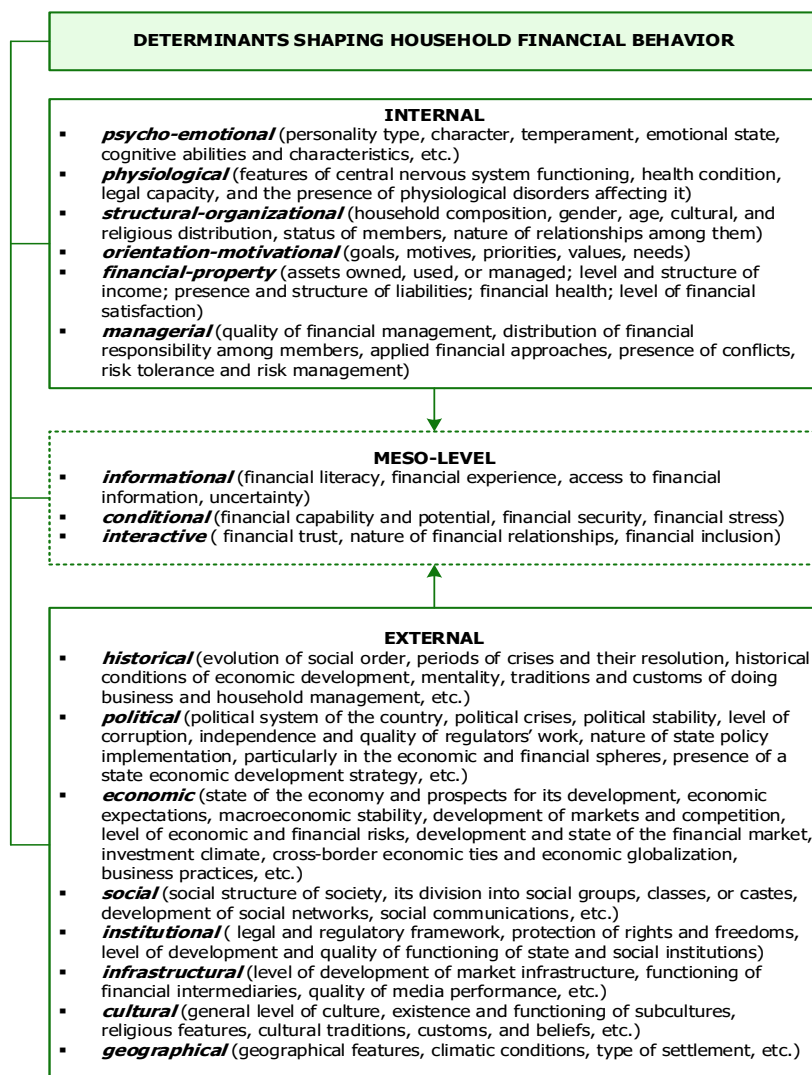 DETERMINANTS SHAPING HOUSEHOLD FINANCIAL BEHAVIOR
INTERNAL
▪ psycho-emotional (personality type, character, temperament, emotional state,
cognitive abilities and characteristics, etc.)
▪ physiological (features of central nervous system functioning, health condition,
legal capacity, and the presence of physiological disorders affecting it)
▪ structural-organizational (household composition, gender, age, cultural, and
religious distribution, status of members, nature of relationships among them)
▪ orientation-motivational (goals, motives, priorities, values, needs)
▪ financial-property (assets owned, used, or managed; level and structure of
income; presence and structure of liabilities; financial health; level of financial
satisfaction)
▪ managerial (quality of financial management, distribution of financial
responsibility among members, applied financial approaches, presence of conflicts,
risk tolerance and risk management)
MESO-LEVEL
▪ informational (financial literacy, financial experience, access to financial
information, uncertainty)
▪ conditional (financial capability and potential, financial security, financial stress)
▪ interactive ( financial trust, nature of financial relationships, financial inclusion)
EXTERNAL
▪ historical (evolution of social order, periods of crises and their resolution, historical
conditions of economic development, mentality, traditions and customs of doing
business and household management, etc.)
▪ political (political system of the country, political crises, political stability, level of
corruption, independence and quality of regulators' work, nature of state policy
implementation, particularly in the economic and financial spheres, presence of a
state economic development strategy, etc.)
▪ economic (state of the economy and prospects for its development, economic
expectations, macroeconomic stability, development of markets and competition,
level of economic and financial risks, development and state of the financial market,
investment climate, cross-border economic ties and economic globalization,
business practices, etc.)
▪ social (social structure of society, its division into social groups, classes, or castes,
development of social networks, social communications, etc.)
▪ institutional ( legal and regulatory framework, protection of rights and freedoms,
level of development and quality of functioning of state and social institutions)
▪ infrastructural (level of development of market infrastructure, functioning of
financial intermediaries, quality of media performance, etc.)
▪ cultural (general level of culture, existence and functioning of subcultures,
religious features, cultural traditions, customs, and beliefs, etc.)
▪ geographical (geographical features, climatic conditions, type of settlement, etc.)